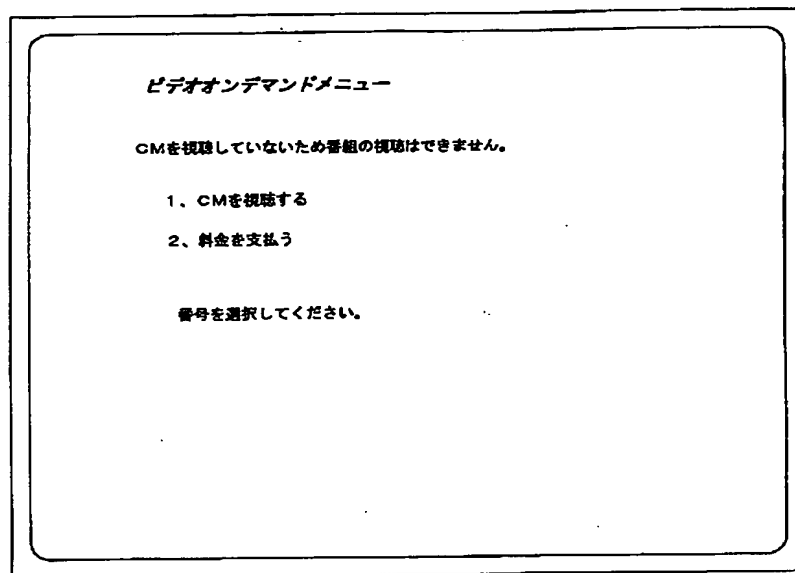 ビデオオンデマンドメニュー
CMを視聴していないため番組の視聴はできません。
1、CMを視聴する
2、料金を支払う
番号を選択してください。